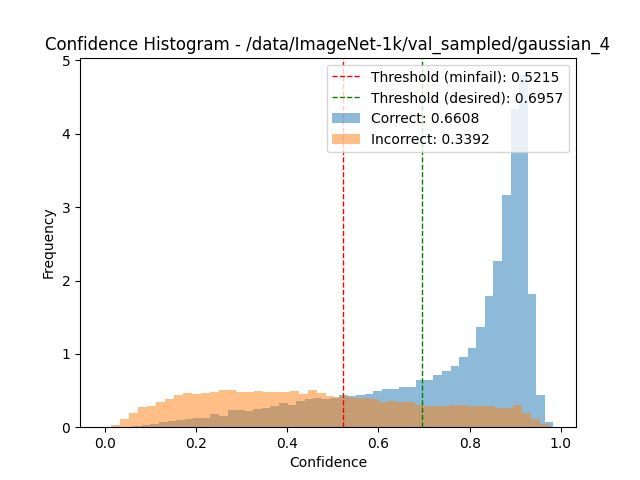 Confidence Histogram - /data/ImageNet-1k/val_sampled/gaussian_4
Threshold (minfail): 0.5215
Threshold (desired): 0.6957
Correct: 0.6608
Incorrect: 0.3392
Frequency
5
4
3
2
1
0
0.0 0.2 0.4 0.6 0.8 1.0
Confidence